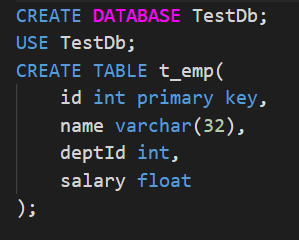 CREATE DATABASE TestDb;
USE TestDb;
CREATE TABLE t_emp(
    id int primary key,
    name varchar(32),
    deptId int,
    salary float
);